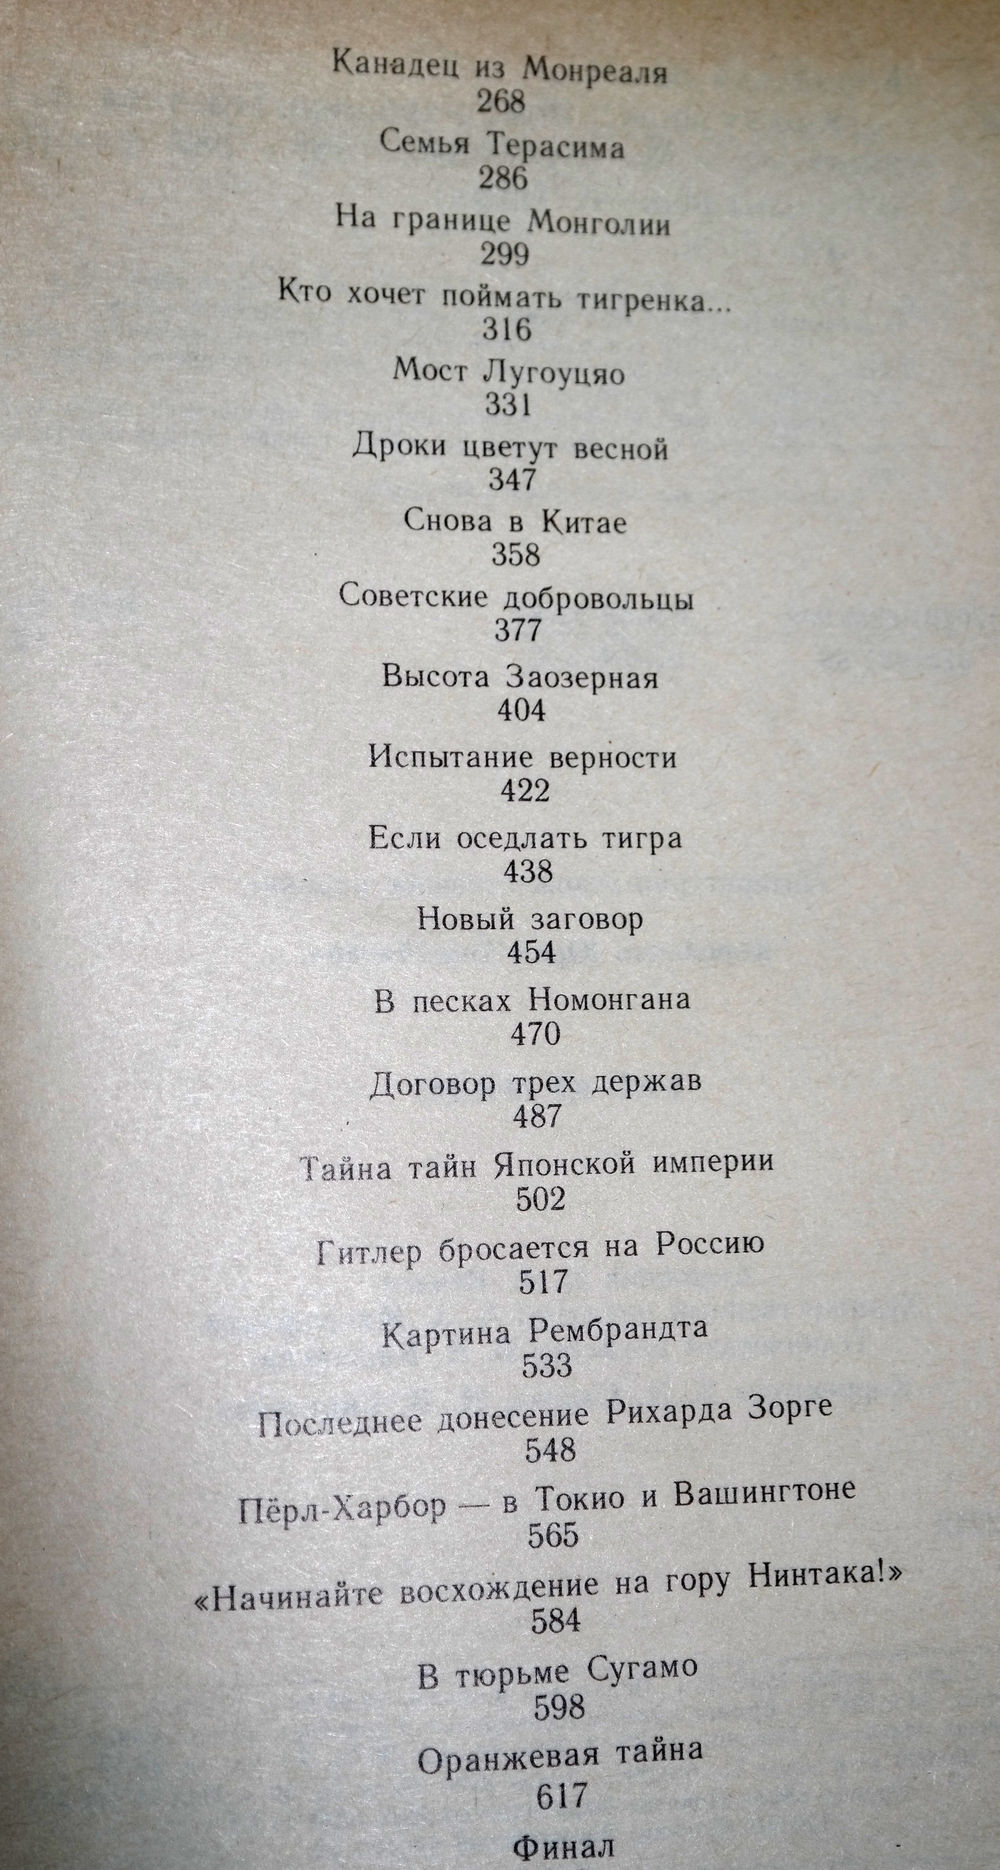 Канадец из Монреаля
268
Семья Терасима
286
На границе Монголии
299
Кто хочет поймать тигренка...
316
Мост Лугоуцяо
331
Дроки цветут весной
347
Снова в Китае
358
Советские добровольцы
377
Высота Заозерная
404
Испытание верности
422
Если оседлать тигра
438
Новый заговор
454
В песках Номонгана
470
Договор трех держав
487
Тайна тайн Японской империи
502
Гитлер бросается на Россию
517
Картина Рембрандта
533
Последнее донесение Рихарда Зорге
548
Пёрл-Харбор — в Токио и Вашингтоне
565
«Начинайте восхождение на гору Нинтака!»
584
В тюрьме Сугамо
598
Оранжевая тайна
617
Финал